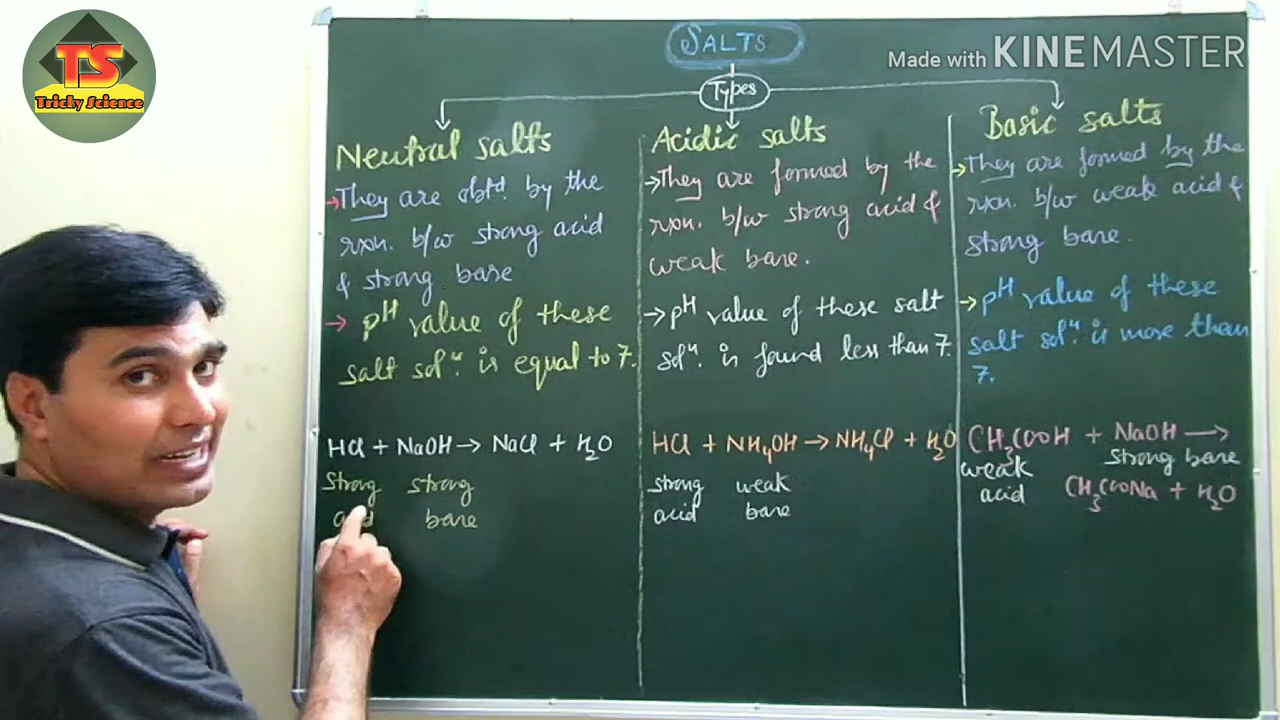 TS
Tricky Science
Made with KINEMASTER
SALTS
Types
Neutral salts
→They are obtd by the
rxn. b/w strong acid
& strong base
→ pH value of these
salt solⁿ. is equal to 7.
HCl + NaOH → NaCl + H₂O
Strong strong
acid base
Acidic salts
→They are formed by the
rxn. b/w strong acid &
weak base.
→ pH value of these salt
solⁿ. is found less than 7.
HCl + NH₄OH → NH₄Cl + H₂O
strong weak
acid base
Basic salts
→They are formed by the
rxn. b/w weak acid &
strong base.
→ pH value of these
salt solⁿ. is more than
7.
CH₃COOH + NaOH →
weak strong base
acid CH₃COONa + H₂O